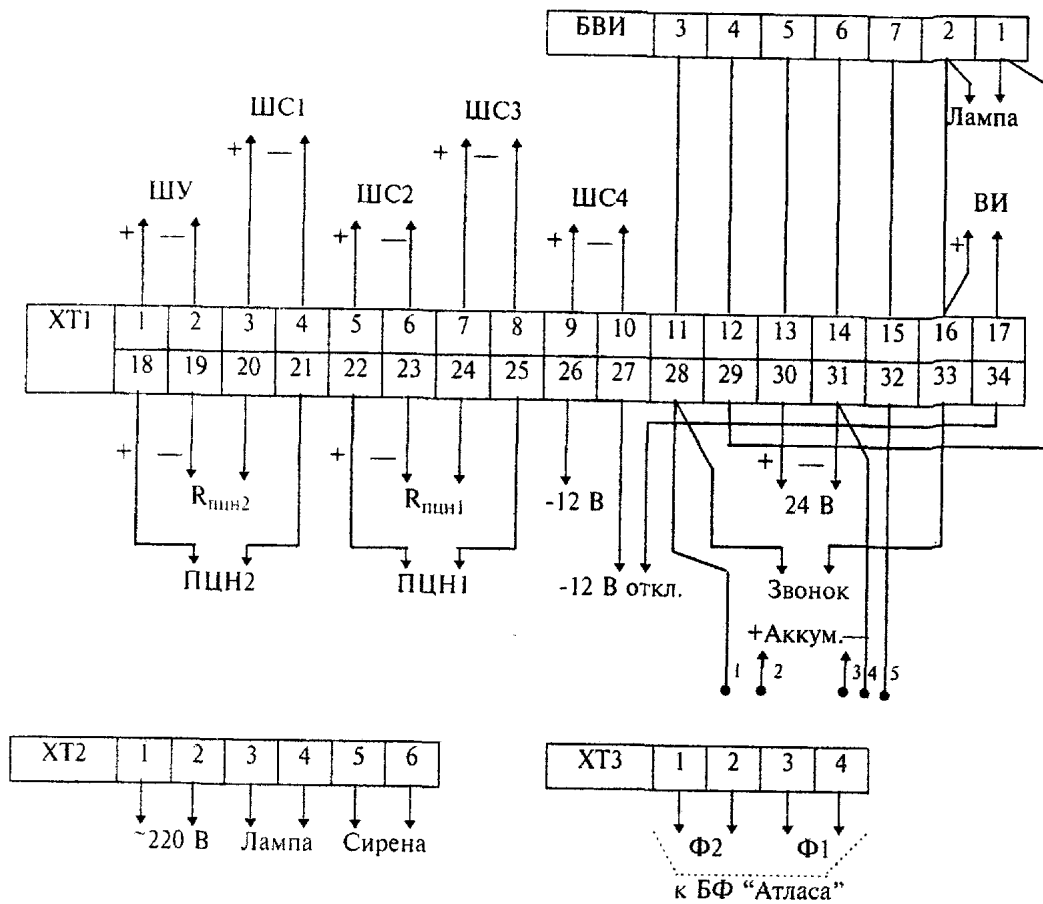 БВИ 3 4 5 6 7 2 1
Лампа
ШС1 ШС3
+ — + —
ШУ ШС2 ШС4 ВИ
+ — + — + — +
ХТ1 1 2 3 4 5 6 7 8 9 10 11 12 13 14 15 16 17
18 19 20 21 22 23 24 25 26 27 28 29 30 31 32 33 34
+ — + — + —
Rпцн2 Rпцн1 -12 В 24 В
ПЦН2 ПЦН1 -12 В откл. Звонок
+Аккум.—
1 2 3 4 5
ХТ2 1 2 3 4 5 6
~220 В Лампа Сирена
ХТ3 1 2 3 4
Ф2 Ф1
к БФ “Атласа”